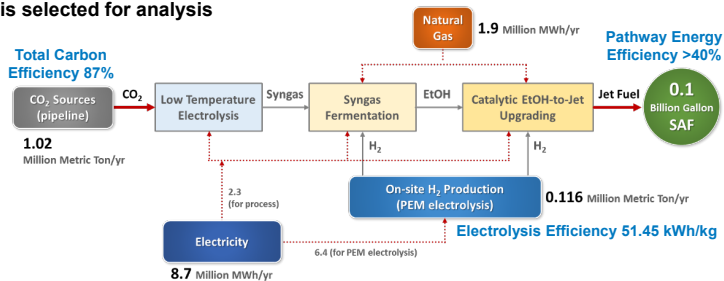 is selected for analysis
Natural
Gas
1.9 Million MWh/yr
Total Carbon
Efficiency 87%
Pathway Energy
Efficiency >40%
CO₂ Sources
(pipeline)
CO₂
Low Temperature
Electrolysis
Syngas
Syngas
Fermentation
EtOH
Catalytic EtOH-to-Jet
Upgrading
Jet Fuel
0.1
Billion Gallon
SAF
1.02
Million Metric Ton/yr
H₂
H₂
2.3
(for process)
On-site H₂ Production
(PEM electrolysis)
0.116 Million Metric Ton/yr
Electrolysis Efficiency 51.45 kWh/kg
Electricity
6.4 (for PEM electrolysis)
8.7 Million MWh/yr